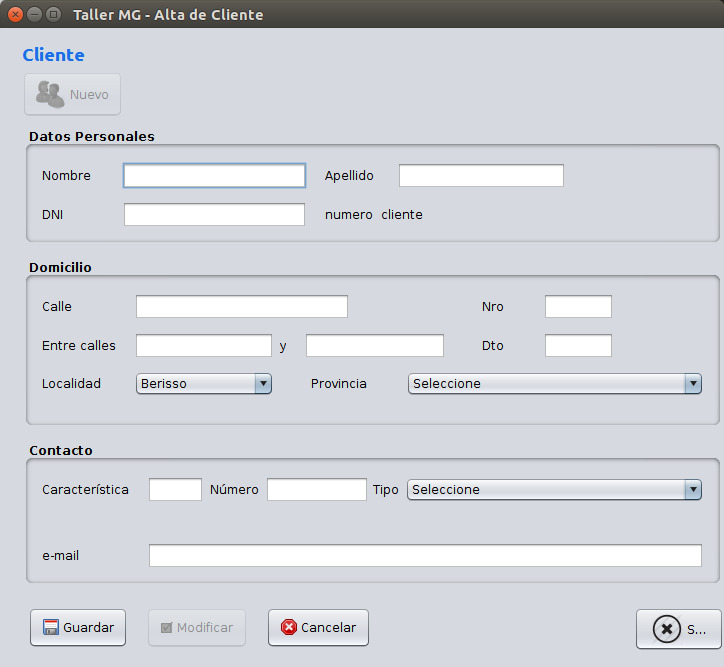 Taller MG - Alta de Cliente
Cliente
Nuevo
Datos Personales
Nombre Apellido
DNI numero cliente
Domicilio
Calle Nro
Entre calles y Dto
Localidad Berisso Provincia Seleccione
Contacto
Característica Número Tipo Seleccione
e-mail
Guardar Modificar Cancelar S...